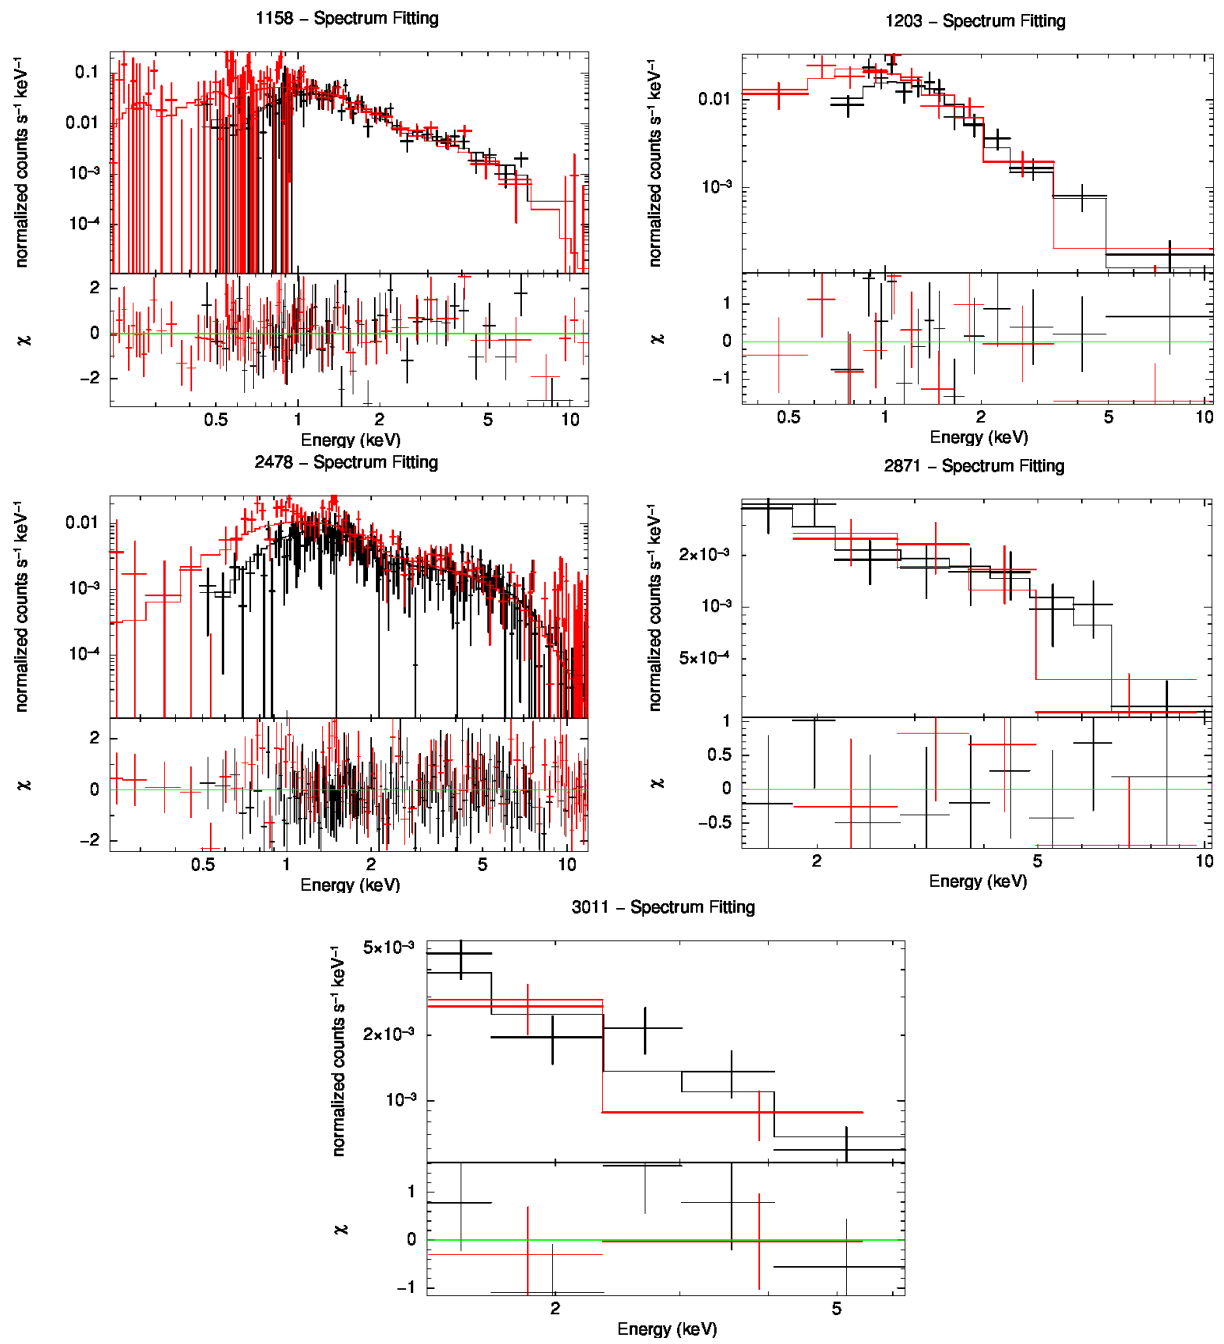 1158 – Spectrum Fitting
normalized counts s⁻¹ keV⁻¹
0.1
0.01
10⁻³
10⁻⁴
χ
2
0
−2
0.5 1 2 5 10
Energy (keV)
1203 – Spectrum Fitting
normalized counts s⁻¹ keV⁻¹
0.01
10⁻³
χ
1
0
−1
0.5 1 2 5 10
Energy (keV)
2478 – Spectrum Fitting
normalized counts s⁻¹ keV⁻¹
0.01
10⁻³
10⁻⁴
χ
2
0
−2
0.5 1 2 5 10
Energy (keV)
2871 – Spectrum Fitting
normalized counts s⁻¹ keV⁻¹
2×10⁻³
10⁻³
5×10⁻⁴
χ
1
0.5
0
−0.5
2 5 10
Energy (keV)
3011 – Spectrum Fitting
normalized counts s⁻¹ keV⁻¹
5×10⁻³
2×10⁻³
10⁻³
χ
1
0
−1
2 5
Energy (keV)